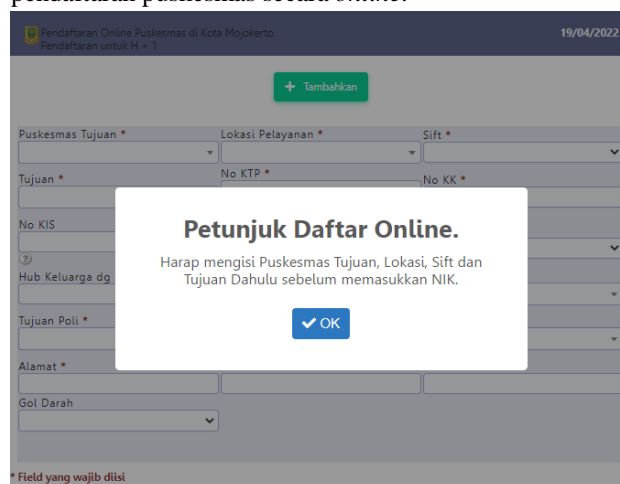 pendaftaran puskesmas secara online.
Pendaftaran Online Puskesmas di Kota Mojokerto.
Pendaftaran untuk H + 1
19/04/2022
+ Tambahkan
Puskesmas Tujuan *
Lokasi Pelayanan *
Sift *
Tujuan *
No KTP *
No KK *
No KIS
Petunjuk Daftar Online.
Harap mengisi Puskesmas Tujuan, Lokasi, Sift dan
Tujuan Dahulu sebelum memasukkan NIK.
OK
Hub Keluarga dg
Tujuan Poli *
Alamat *
Gol Darah
* Field yang wajib diisi